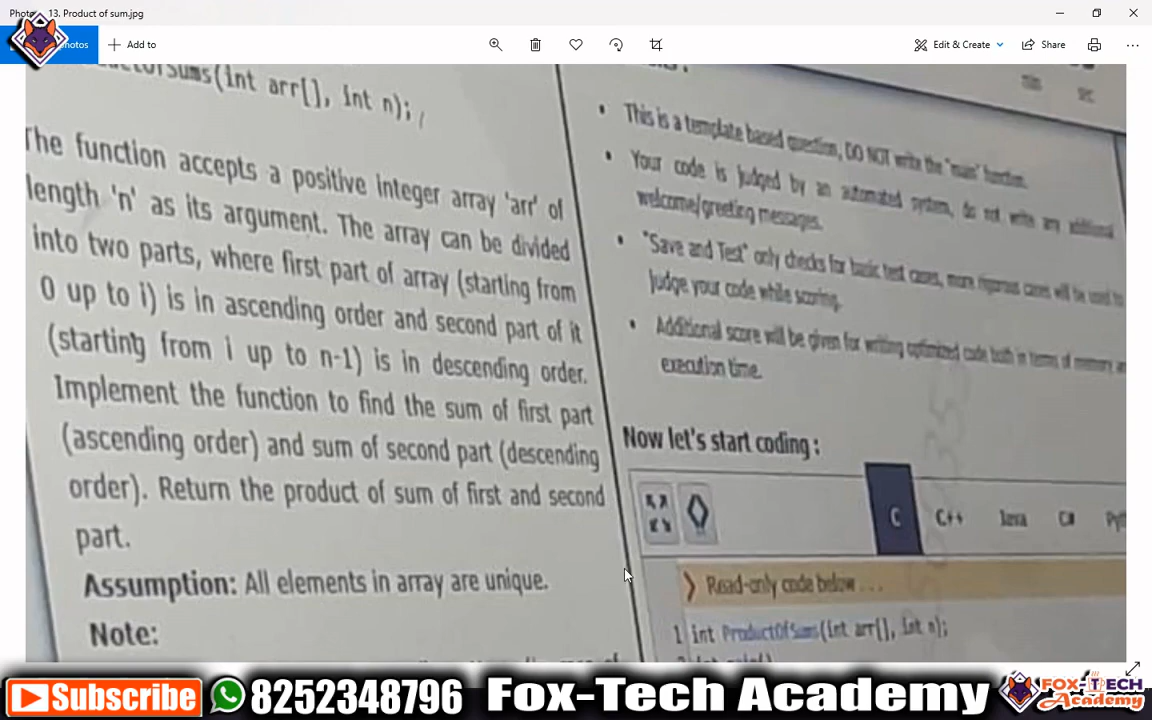 Photo 13. Product of sum.jpg
photos
Add to
Edit & Create
Share
ductOfSums(int arr[], int n);
The function accepts a positive integer array 'arr' of
length 'n' as its argument. The array can be divided
into two parts, where first part of array (starting from
0 up to i) is in ascending order and second part of it
(starting from i up to n-1) is in descending order.
Implement the function to find the sum of first part
(ascending order) and sum of second part (descending
order). Return the product of sum of first and second
part.
Assumption: All elements in array are unique.
Note:
min
sec
• This is a template based question, DO NOT write the "main" function.
• Your code is judged by an automated system, do not write any additional
welcome/greeting messages.
• "Save and Test" only checks for basic test cases, more rigorous cases will be used to
judge your code while scoring.
• Additional score will be given for writing optimized code both in terms of memory
execution time.
Now let's start coding :
C
C++
Java
C#
Read-only code below . . .
1 int ProductOfSums(int arr[], int n);
Subscribe
8252348796
Fox-Tech Academy
FOX-TECH
ACADEMY